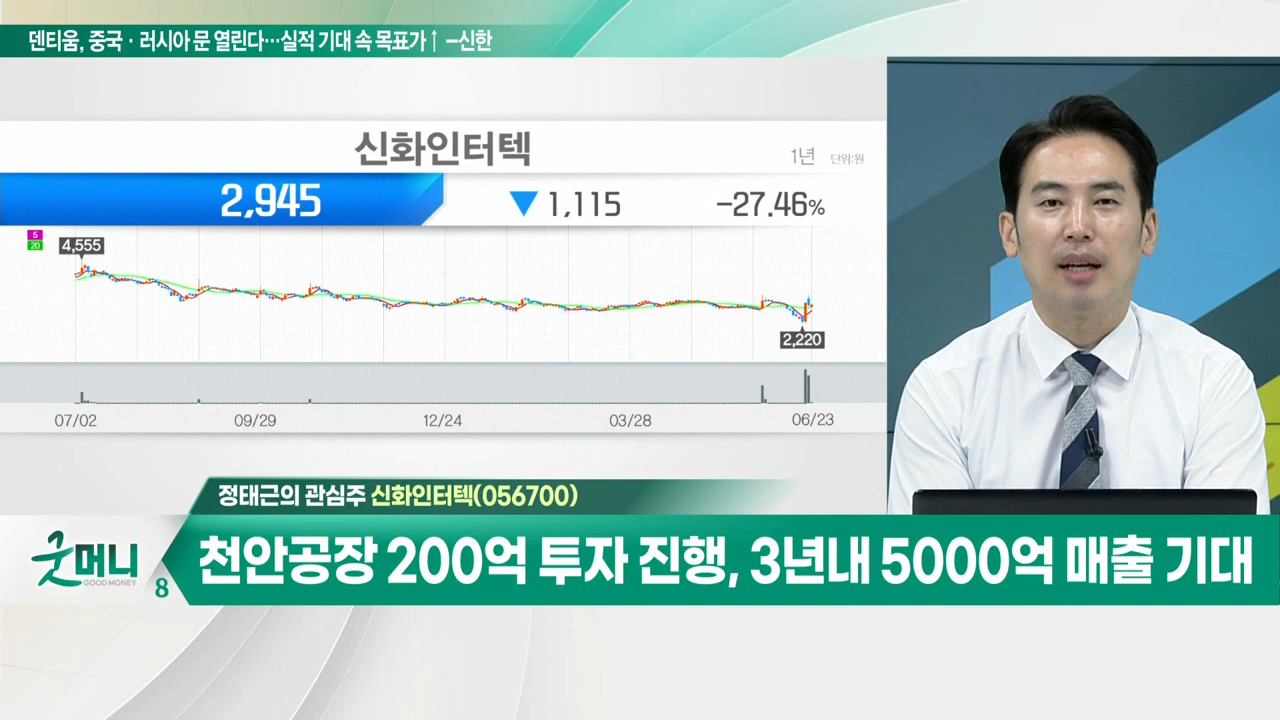 덴티움, 중국·러시아 문 열린다…실적 기대 속 목표가↑ -신한
신화인터텍
1년 단위:원
2,945 ▼1,115 -27.46%
5
20
4,555
2,220
07/02 09/29 12/24 03/28 06/23
정태근의 관심주 신화인터텍(056700)
천안공장 200억 투자 진행, 3년내 5000억 매출 기대
굿머니
GOOD MONEY
8